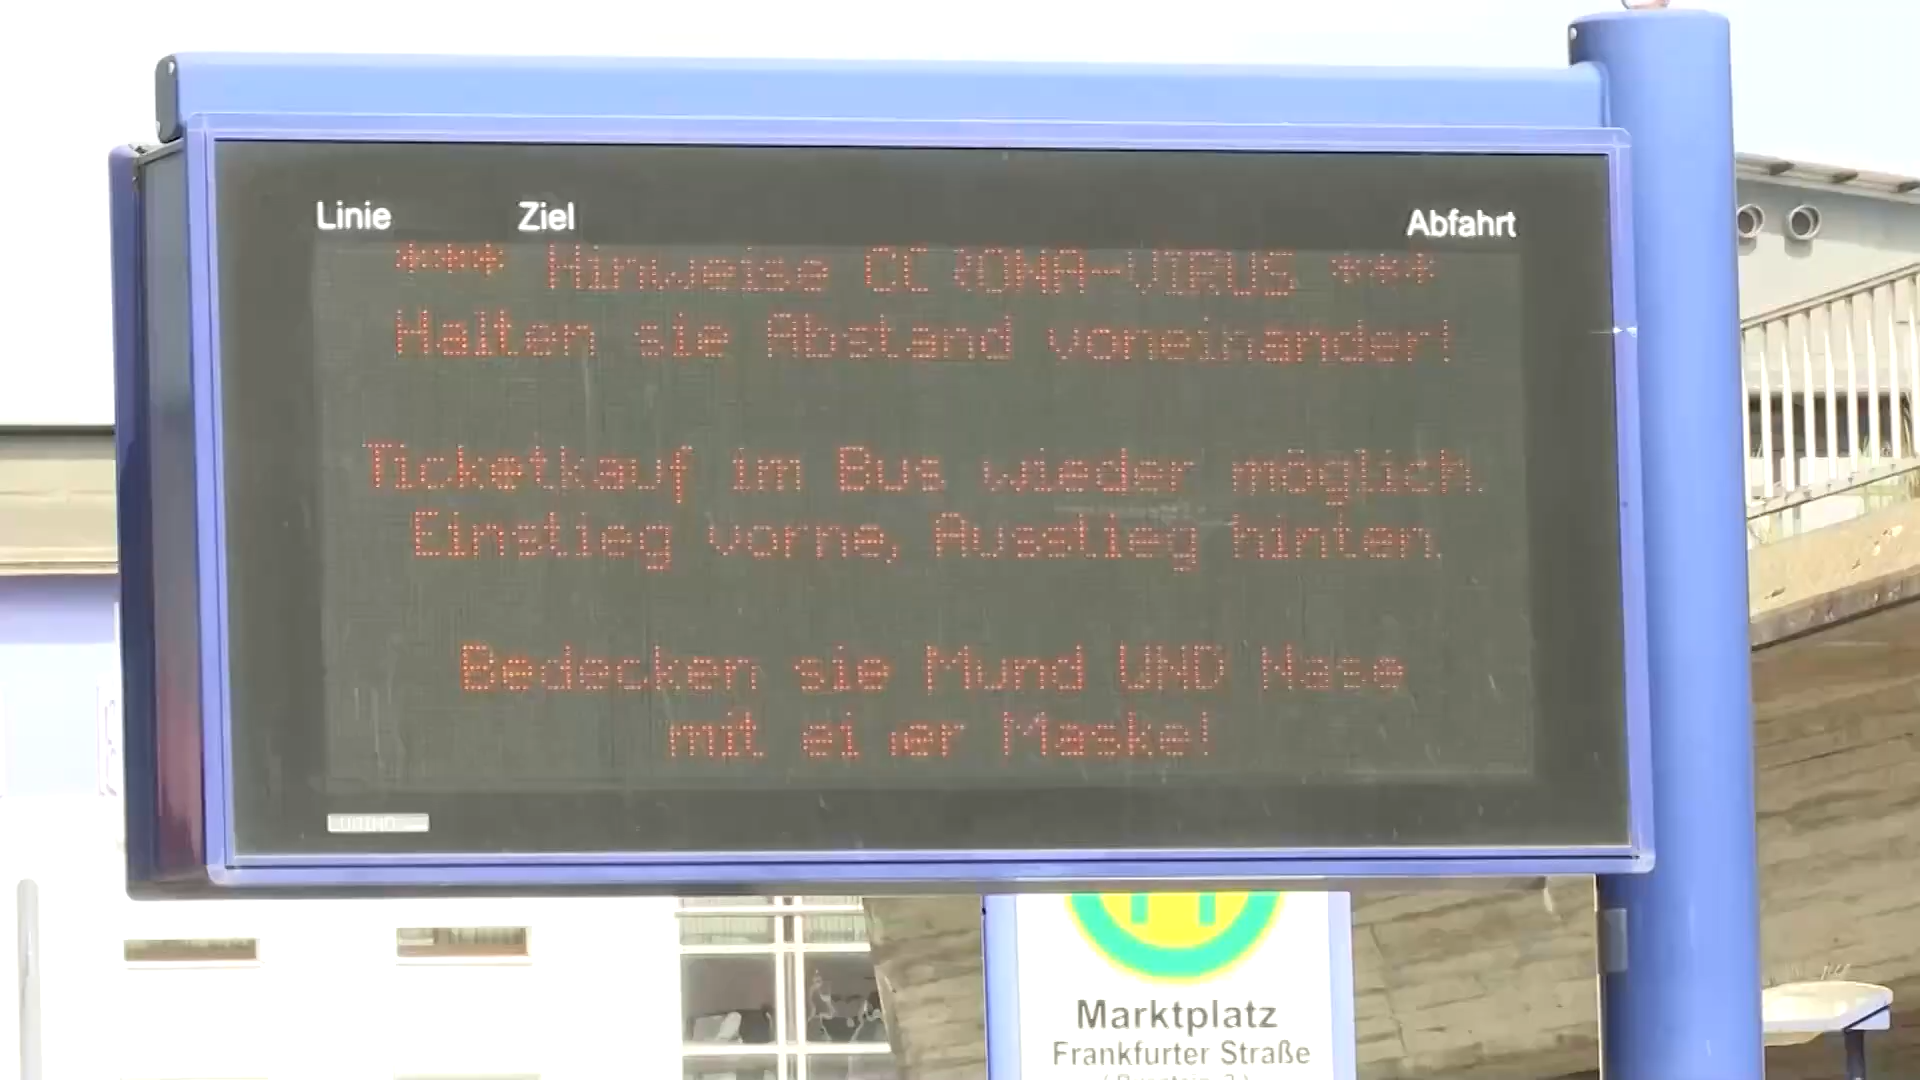 Linie Ziel Abfahrt
*** Hinweise CORONA-VIRUS ***
Halten sie Abstand voneinander!
Ticketkauf im Bus wieder möglich.
Einstieg vorne, Ausstieg hinten.
Bedecken sie Mund UND Nase
mit einer Maske!
LUMINO
Marktplatz
Frankfurter Straße